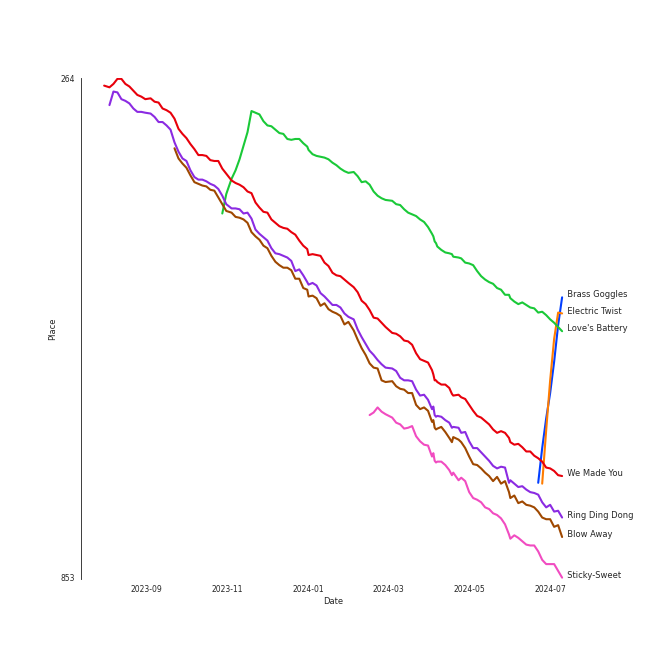 264
Brass Goggles
Electric Twist
Love's Battery
Place
We Made You
Ring Ding Dong
Blow Away
Sticky-Sweet
853
2023-09
2023-11
2024-01
2024-03
2024-05
2024-07
Date